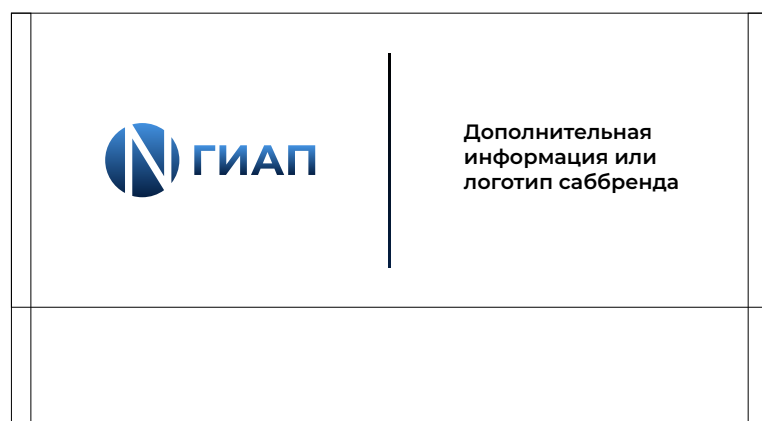 ГИАП
Дополнительная
информация или
логотип саббренда